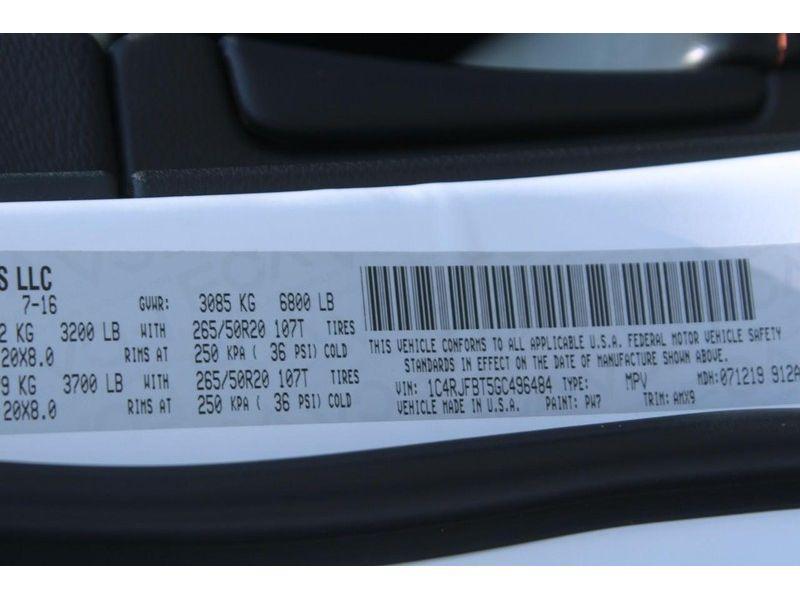 S LLC
7-16 GVWR: 3085 KG 6800 LB
2 KG 3200 LB WITH 265/50R20 107T TIRES
20X8.0 RIMS AT 250 KPA ( 36 PSI) COLD
9 KG 3700 LB WITH 265/50R20 107T TIRES
20X8.0 RIMS AT 250 KPA ( 36 PSI) COLD
THIS VEHICLE CONFORMS TO ALL APPLICABLE U.S.A. FEDERAL MOTOR VEHICLE SAFETY
STANDARDS IN EFFECT ON THE DATE OF MANUFACTURE SHOWN ABOVE.
VIN: 1C4RJFBT5GC496484 TYPE: MPV MDH: 071219 912A
VEHICLE MADE IN U.S.A. PAINT: PW7 TRIM: AMX9